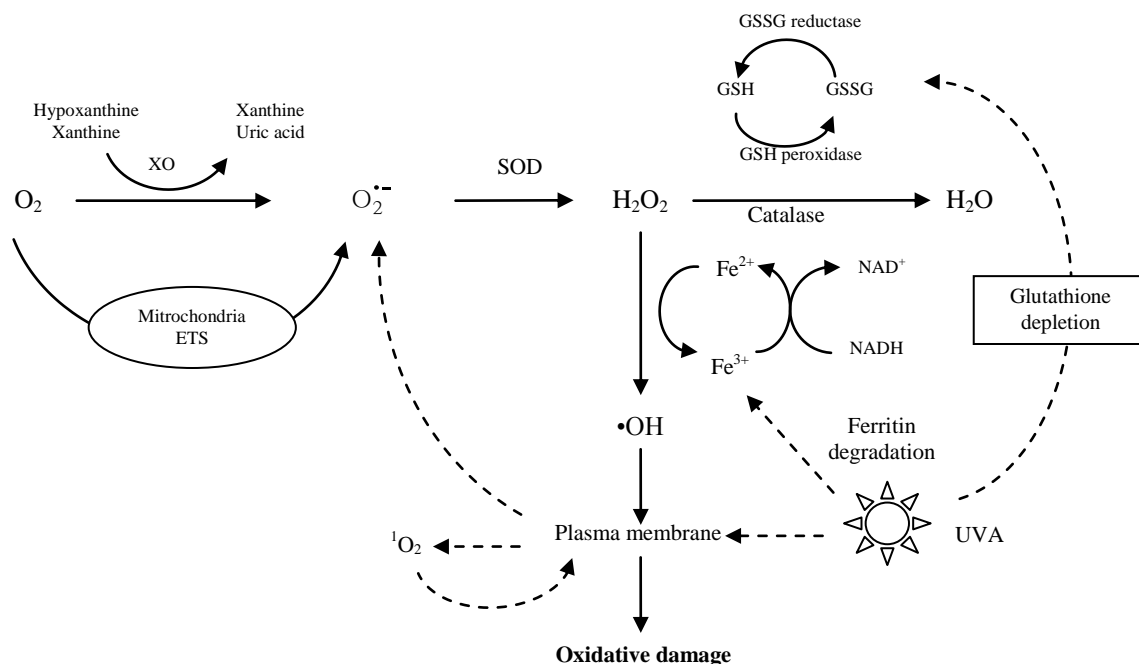 GSSG reductase
GSH
GSSG
GSH peroxidase
Hypoxanthine
Xanthine
Xanthine
Uric acid
XO
SOD
O₂
O₂•−
H₂O₂
Catalase
H₂O
Mitrochondria
ETS
Fe²⁺
NAD⁺
Fe³⁺
NADH
Glutathione
depletion
•OH
Ferritin
degradation
UVA
Plasma membrane
¹O₂
Oxidative damage